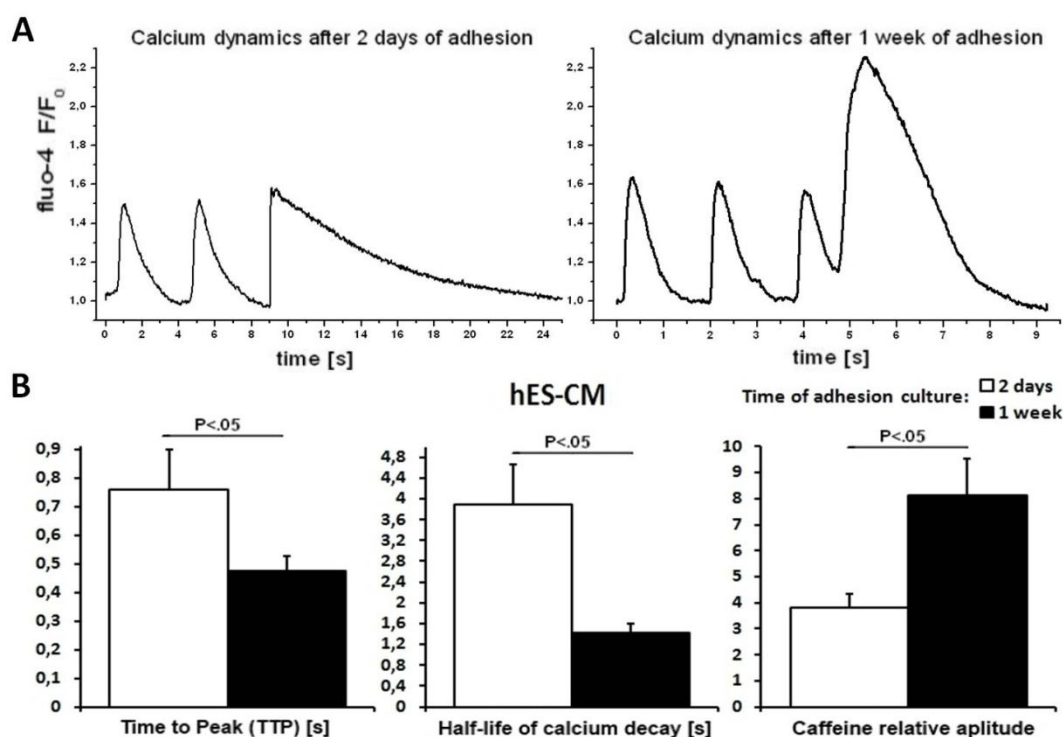 A
Calcium dynamics after 2 days of adhesion
Calcium dynamics after 1 week of adhesion
fluo-4 F/F0
2,2
2,0
1,8
1,6
1,4
1,2
1,0
0 2 4 6 8 10 12 14 16 18 20 22 24
time [s]
2,2
2,0
1,8
1,6
1,4
1,2
1,0
0 1 2 3 4 5 6 7 8 9
time [s]
B
hES-CM
Time of adhesion culture:
2 days
1 week
P<.05
0,9
0,8
0,7
0,6
0,5
0,4
0,3
0,2
0,1
0
Time to Peak (TTP) [s]
P<.05
4,8
4,4
4
3,6
3,2
2,8
2,4
2
1,6
1,2
0,8
0,4
0
Half-life of calcium decay [s]
P<.05
10
9
8
7
6
5
4
3
2
1
0
Caffeine relative aplitude